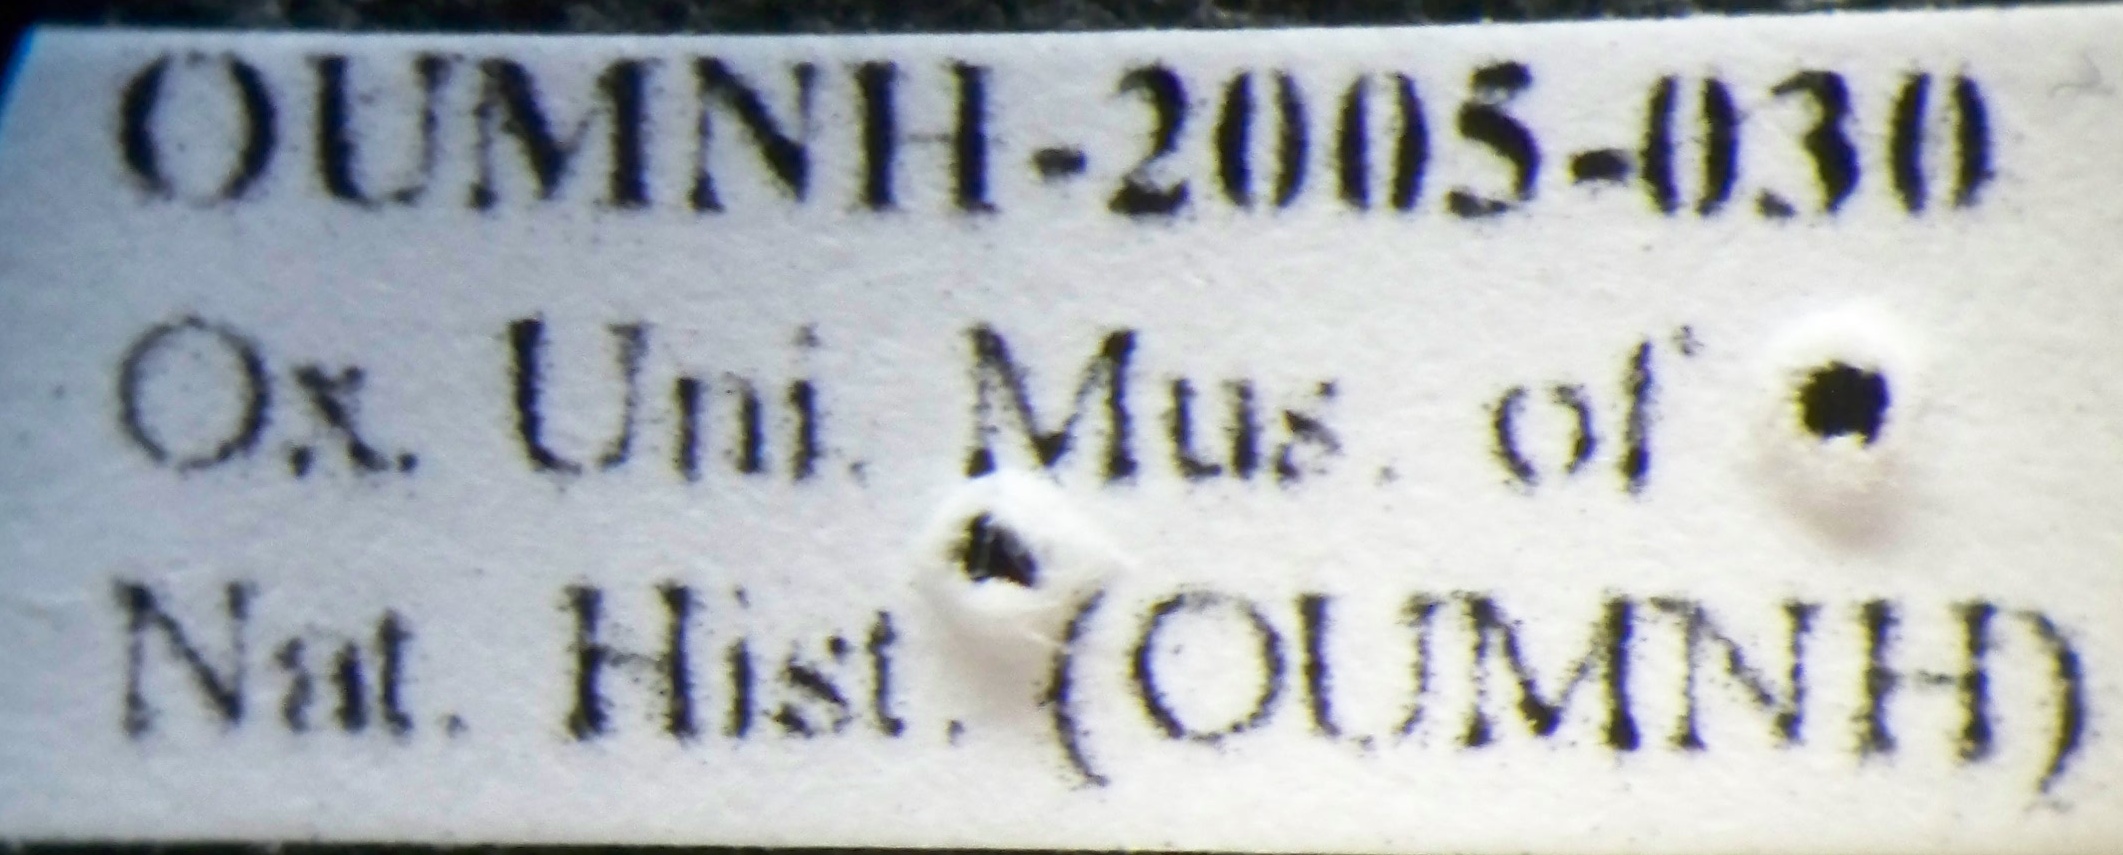 OUMNH-2005-030
Ox. Uni. Mus. of
Nat. Hist. (OUMNH)